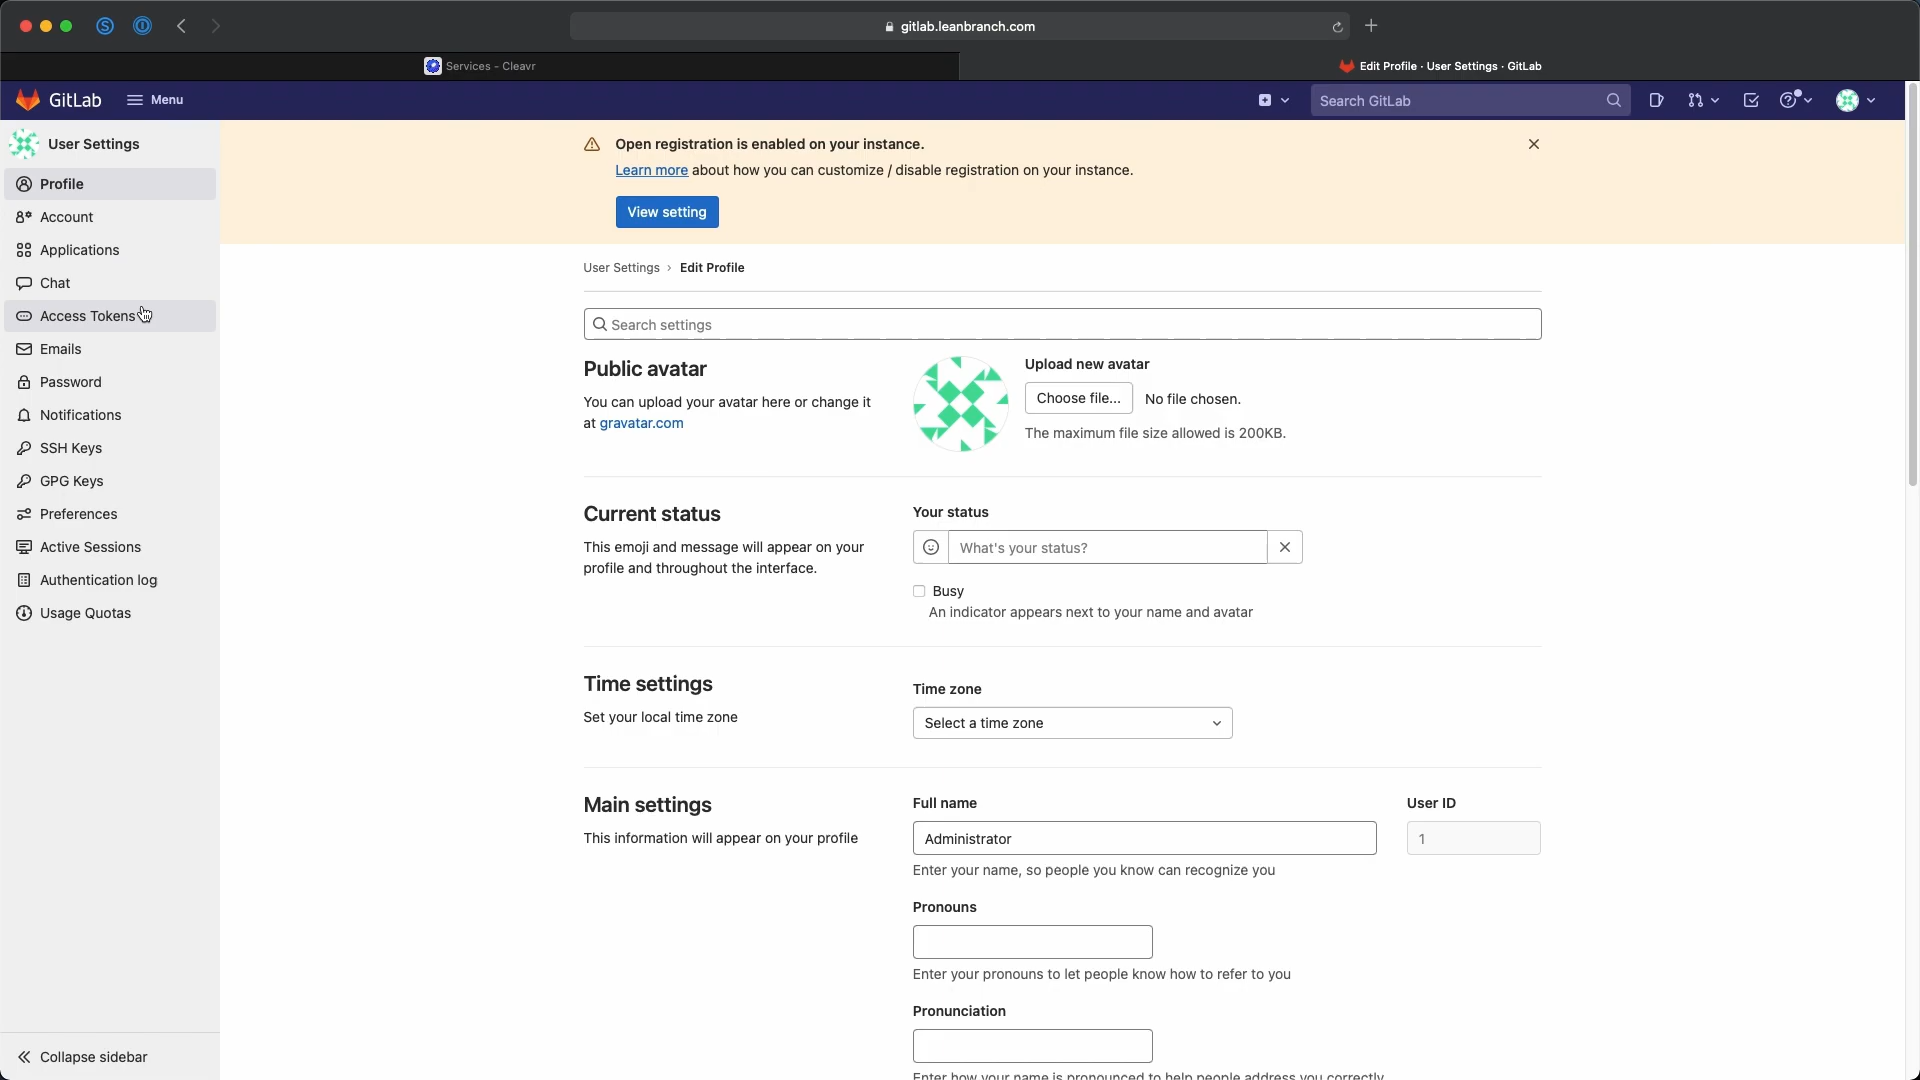 gitlab.leanbranch.com
Services - Cleavr
Edit Profile · User Settings · GitLab
GitLab
Menu
Search GitLab
User Settings
Profile
Account
Applications
Chat
Access Tokens
Emails
Password
Notifications
SSH Keys
GPG Keys
Preferences
Active Sessions
Authentication log
Usage Quotas
Collapse sidebar
Open registration is enabled on your instance.
Learn more about how you can customize / disable registration on your instance.
View setting
User Settings › Edit Profile
Search settings
Public avatar
You can upload your avatar here or change it
at gravatar.com
Upload new avatar
Choose file... No file chosen.
The maximum file size allowed is 200KB.
Current status
This emoji and message will appear on your
profile and throughout the interface.
Your status
What's your status?
Busy
An indicator appears next to your name and avatar
Time settings
Set your local time zone
Time zone
Select a time zone
Main settings
This information will appear on your profile
Full name
Administrator
Enter your name, so people you know can recognize you
User ID
1
Pronouns
Enter your pronouns to let people know how to refer to you
Pronunciation
Enter how your name is pronounced to help people address you correctly